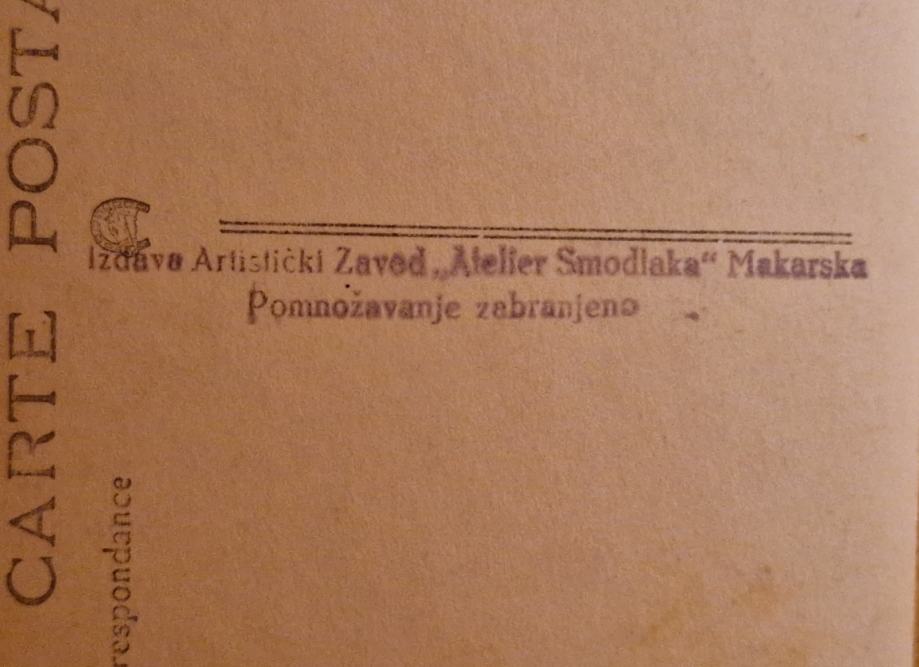 CARTE POSTA
respondance
Izdava Artistički Zavod „Atelier Smodlaka“ Makarska
Pomnožavanje zabranjeno